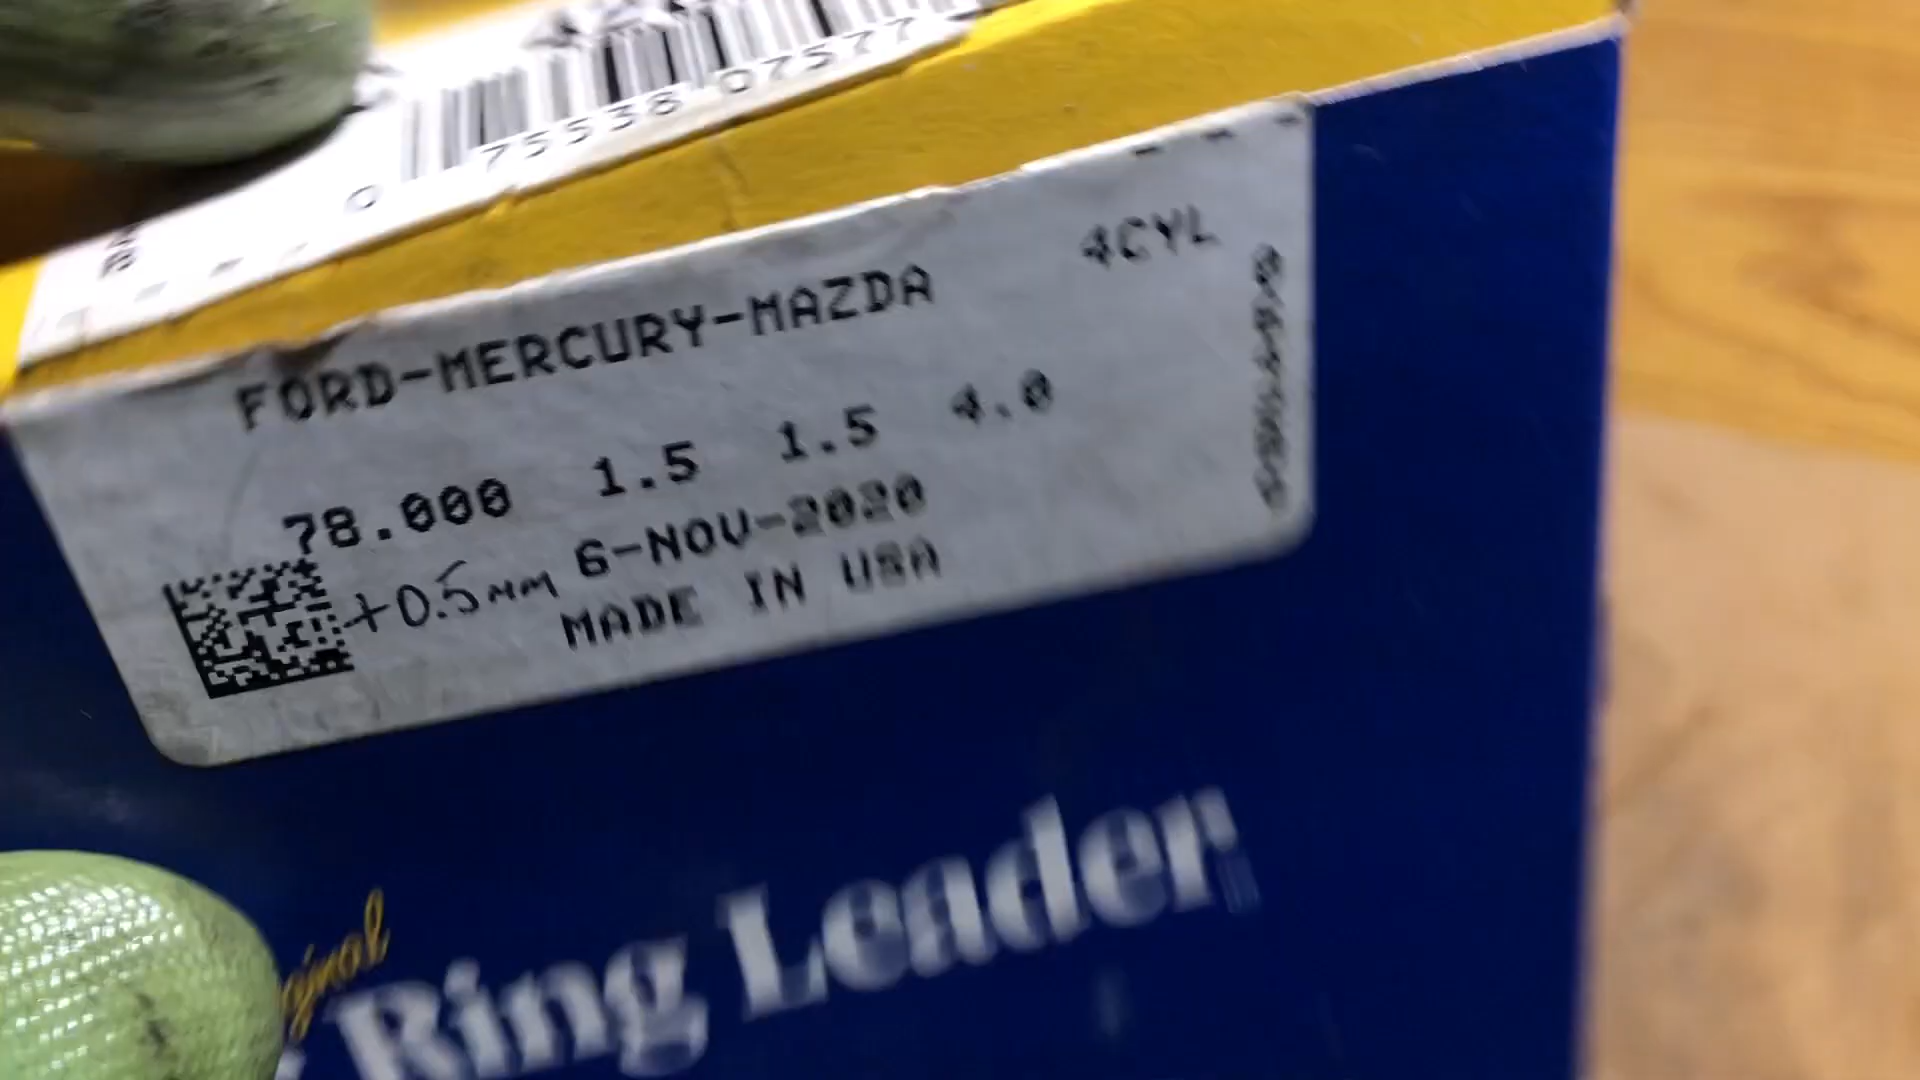 0 75538 07577
FORD-MERCURY-MAZDA
4CYL
78.000 1.5 1.5 4.0
+0.5MM 6-NOV-2020
MADE IN USA
ginal
Ring Leader